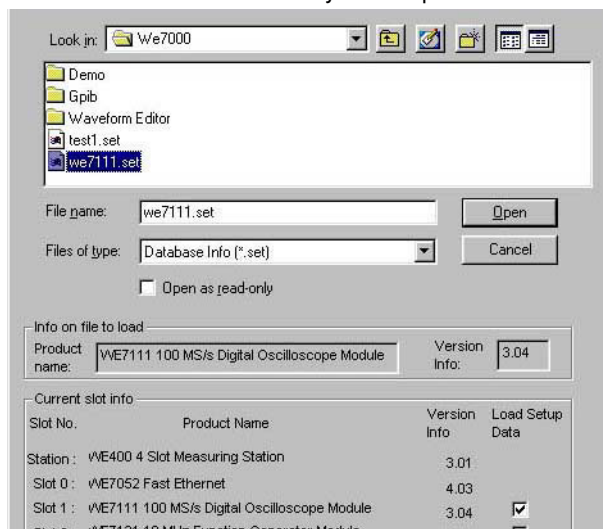 Look in: We7000
Demo
Gpib
Waveform Editor
test1.set
we7111.set
File name: we7111.set Open
Files of type: Database Info (*.set) Cancel
Open as read-only
Info on file to load
Product name: WE7111 100 MS/s Digital Oscilloscope Module Version Info: 3.04
Current slot info
Slot No. Product Name Version Info Load Setup Data
Station : WE400 4 Slot Measuring Station 3.01
Slot 0 : WE7052 Fast Ethernet 4.03
Slot 1 : WE7111 100 MS/s Digital Oscilloscope Module 3.04